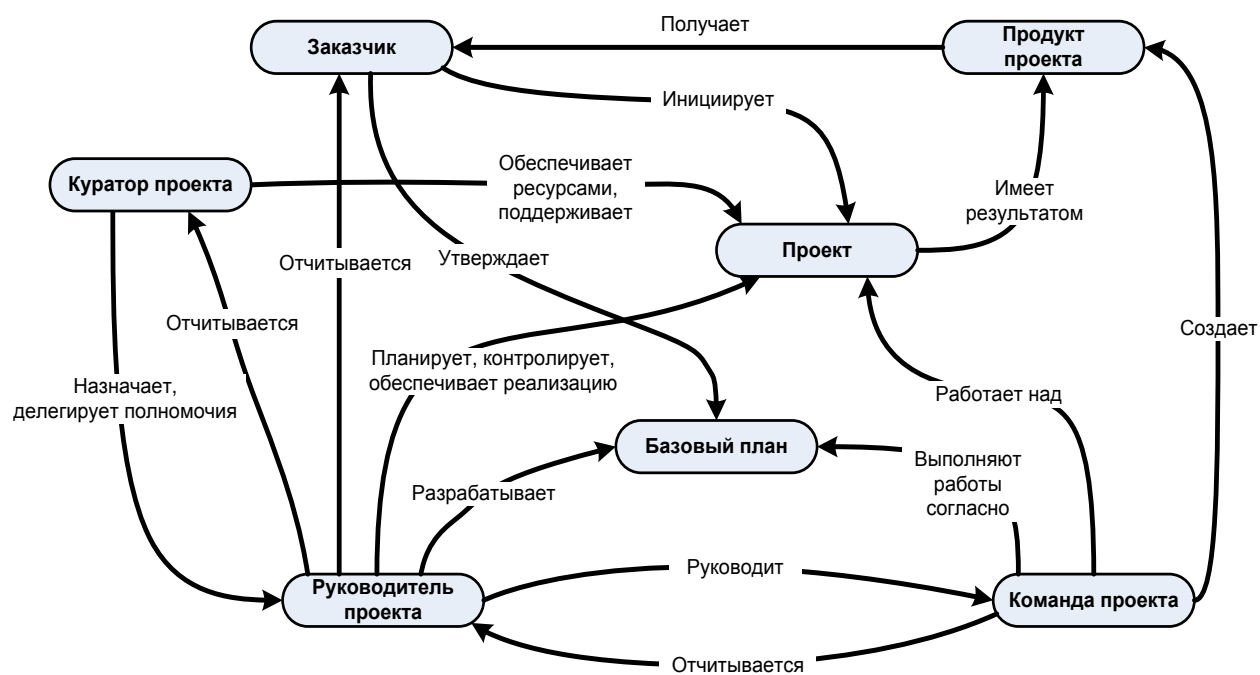 Получает
Заказчик
Продукт
проекта
Инициирует
Обеспечивает
ресурсами,
поддерживает
Куратор проекта
Имеет
результатом
Проект
Отчитывается
Утверждает
Отчитывается
Создает
Планирует, контролирует,
обеспечивает реализацию
Назначает,
делегирует полномочия
Работает над
Базовый план
Выполняют
работы
согласно
Разрабатывает
Руководит
Руководитель
проекта
Команда проекта
Отчитывается